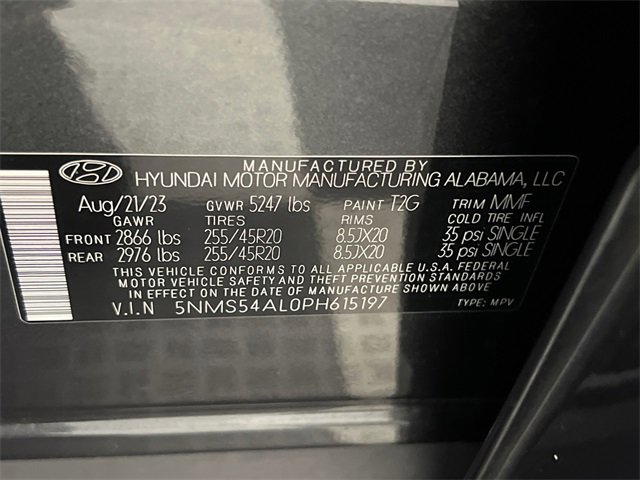 MANUFACTURED BY
HYUNDAI MOTOR MANUFACTURING ALABAMA, LLC
Aug/21/23 GVWR 5247 lbs PAINT T2G TRIM MMF
GAWR TIRES RIMS COLD TIRE INFL
FRONT 2866 lbs 255/45R20 8.5JX20 35 psi SINGLE
REAR 2976 lbs 255/45R20 8.5JX20 35 psi SINGLE
THIS VEHICLE CONFORMS TO ALL APPLICABLE U.S.A. FEDERAL
MOTOR VEHICLE SAFETY AND THEFT PREVENTION STANDARDS
IN EFFECT ON THE DATE OF MANUFACTURE SHOWN ABOVE
V.I.N 5NMS54AL0PH615197 TYPE: MPV